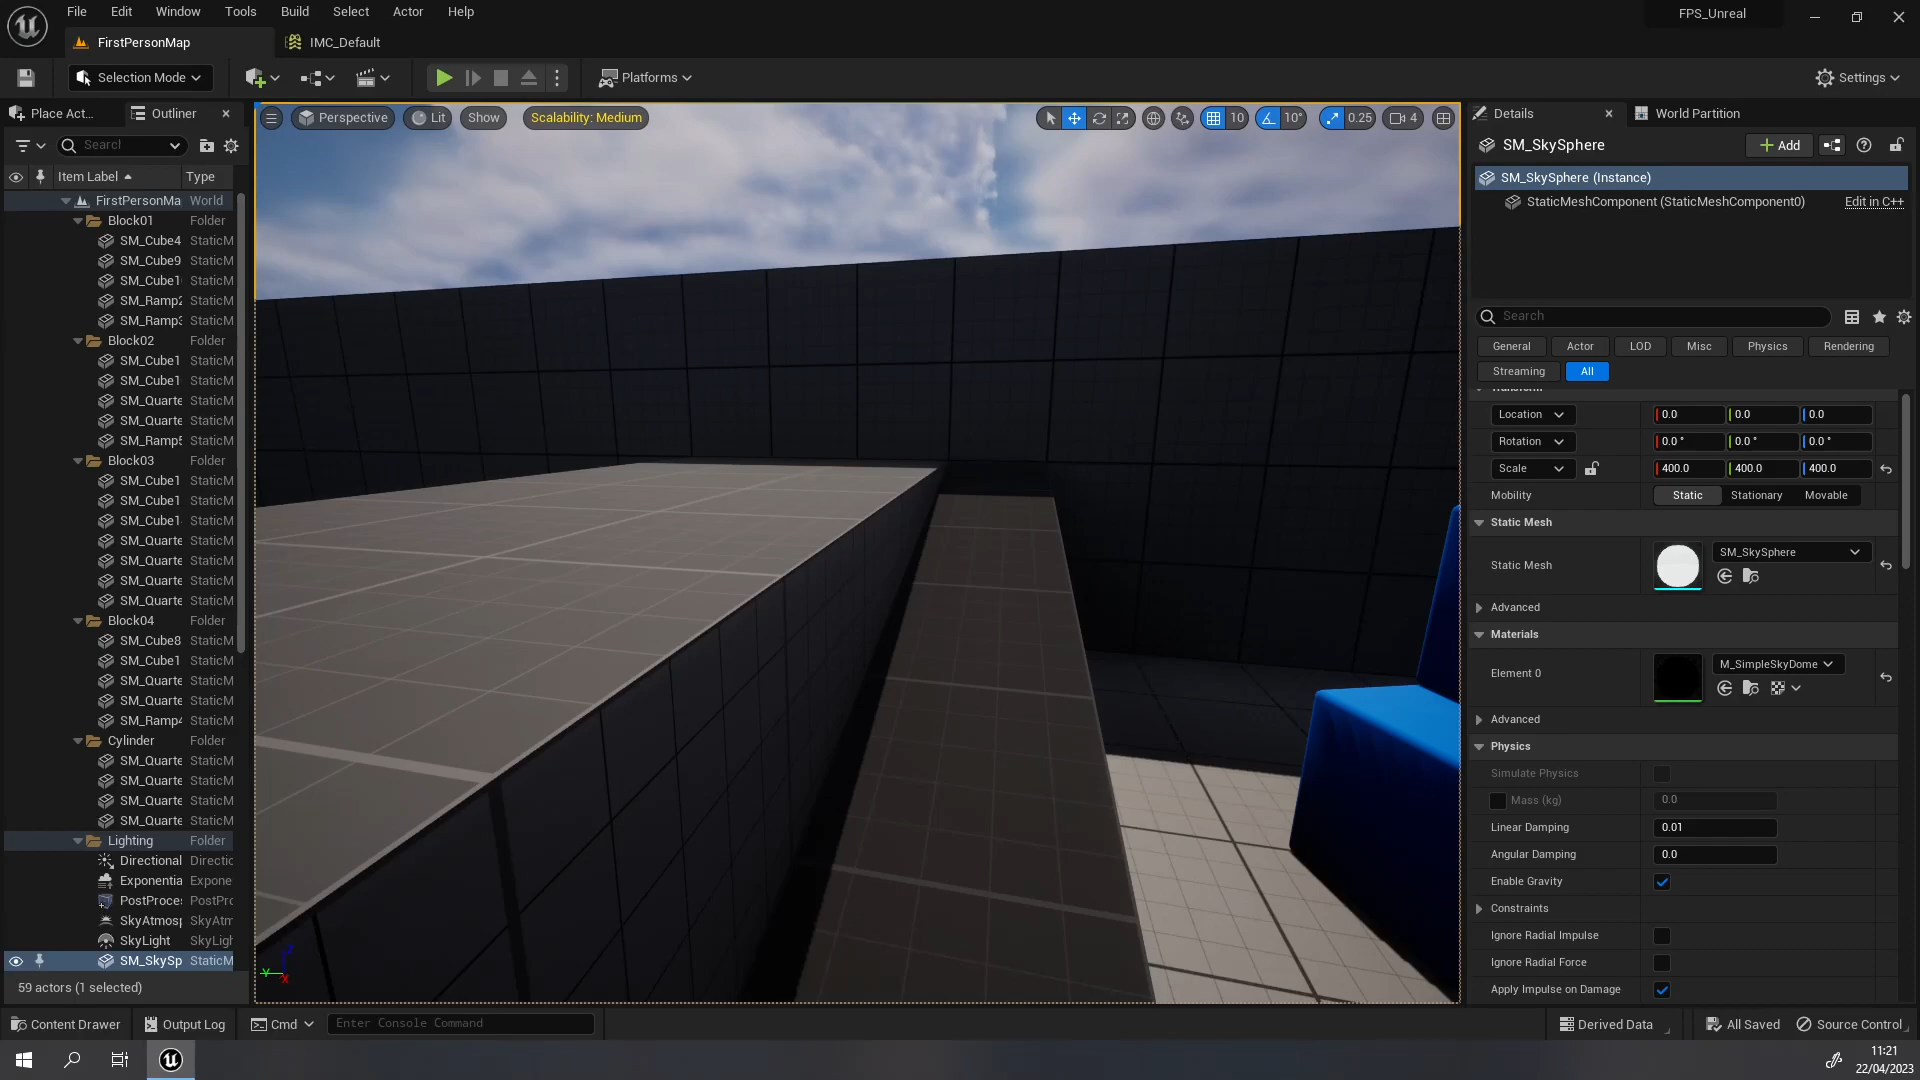 File Edit Window Tools Build Select Actor Help
FPS_Unreal
FirstPersonMap
IMC_Default
Selection Mode
Platforms
Settings
Place Act...
Outliner
Details
World Partition
Perspective
Lit
Show
Scalability: Medium
10
10°
0.25
4
SM_SkySphere
Add
Item Label
Type
SM_SkySphere (Instance)
StaticMeshComponent (StaticMeshComponent0)
Edit in C++
FirstPersonMa World
Block01 Folder
SM_Cube4 StaticM
SM_Cube9 StaticM
SM_Cube1 StaticM
SM_Ramp2 StaticM
SM_Ramp3 StaticM
Block02 Folder
SM_Cube1 StaticM
SM_Cube1 StaticM
SM_Quarte StaticM
SM_Quarte StaticM
SM_Ramp5 StaticM
Block03 Folder
SM_Cube1 StaticM
SM_Cube1 StaticM
SM_Cube1 StaticM
SM_Quarte StaticM
SM_Quarte StaticM
SM_Quarte StaticM
SM_Quarte StaticM
Block04 Folder
SM_Cube8 StaticM
SM_Cube1 StaticM
SM_Quarte StaticM
SM_Quarte StaticM
SM_Ramp4 StaticM
Cylinder Folder
SM_Quarte StaticM
SM_Quarte StaticM
SM_Quarte StaticM
SM_Quarte StaticM
Lighting Folder
Directional Directic
Exponentia Expone
PostProces PostPrc
SkyAtmosp SkyAtm
SkyLight SkyLigh
SM_SkySp StaticM
59 actors (1 selected)
Search
General Actor LOD Misc Physics Rendering
Streaming All
Location 0.0 0.0 0.0
Rotation 0.0 ° 0.0 ° 0.0 °
Scale 400.0 400.0 400.0
Mobility Static Stationary Movable
Static Mesh
Static Mesh SM_SkySphere
Advanced
Materials
Element 0 M_SimpleSkyDome
Advanced
Physics
Simulate Physics
Mass (kg) 0.0
Linear Damping 0.01
Angular Damping 0.0
Enable Gravity
Constraints
Ignore Radial Impulse
Ignore Radial Force
Apply Impulse on Damage
Content Drawer
Output Log
Cmd
Enter Console Command
Derived Data
All Saved
Source Control
11:21
22/04/2023